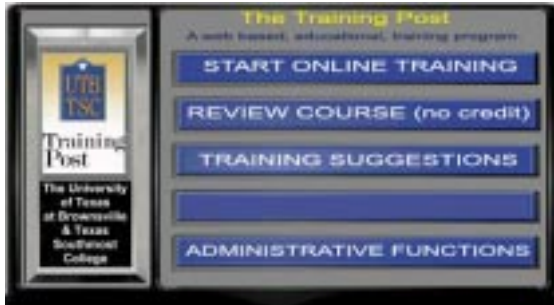 The Training Post
A web based, educational, training program
START ONLINE TRAINING
REVIEW COURSE (no credit)
TRAINING SUGGESTIONS
ADMINISTRATIVE FUNCTIONS
UTB
TSC
Training
Post
The University
of Texas
at Brownsville
& Texas
Southmost
College